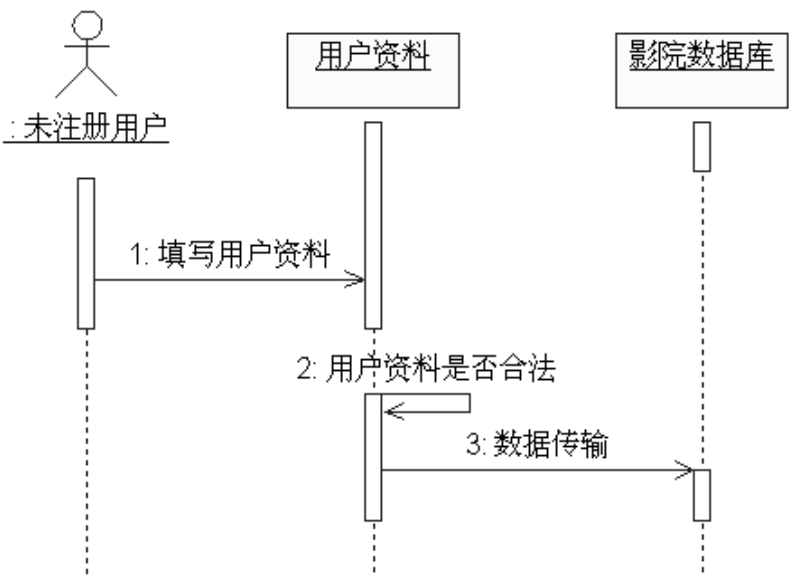 用户资料
影院数据库
: 未注册用户
1: 填写用户资料
2: 用户资料是否合法
3: 数据传输